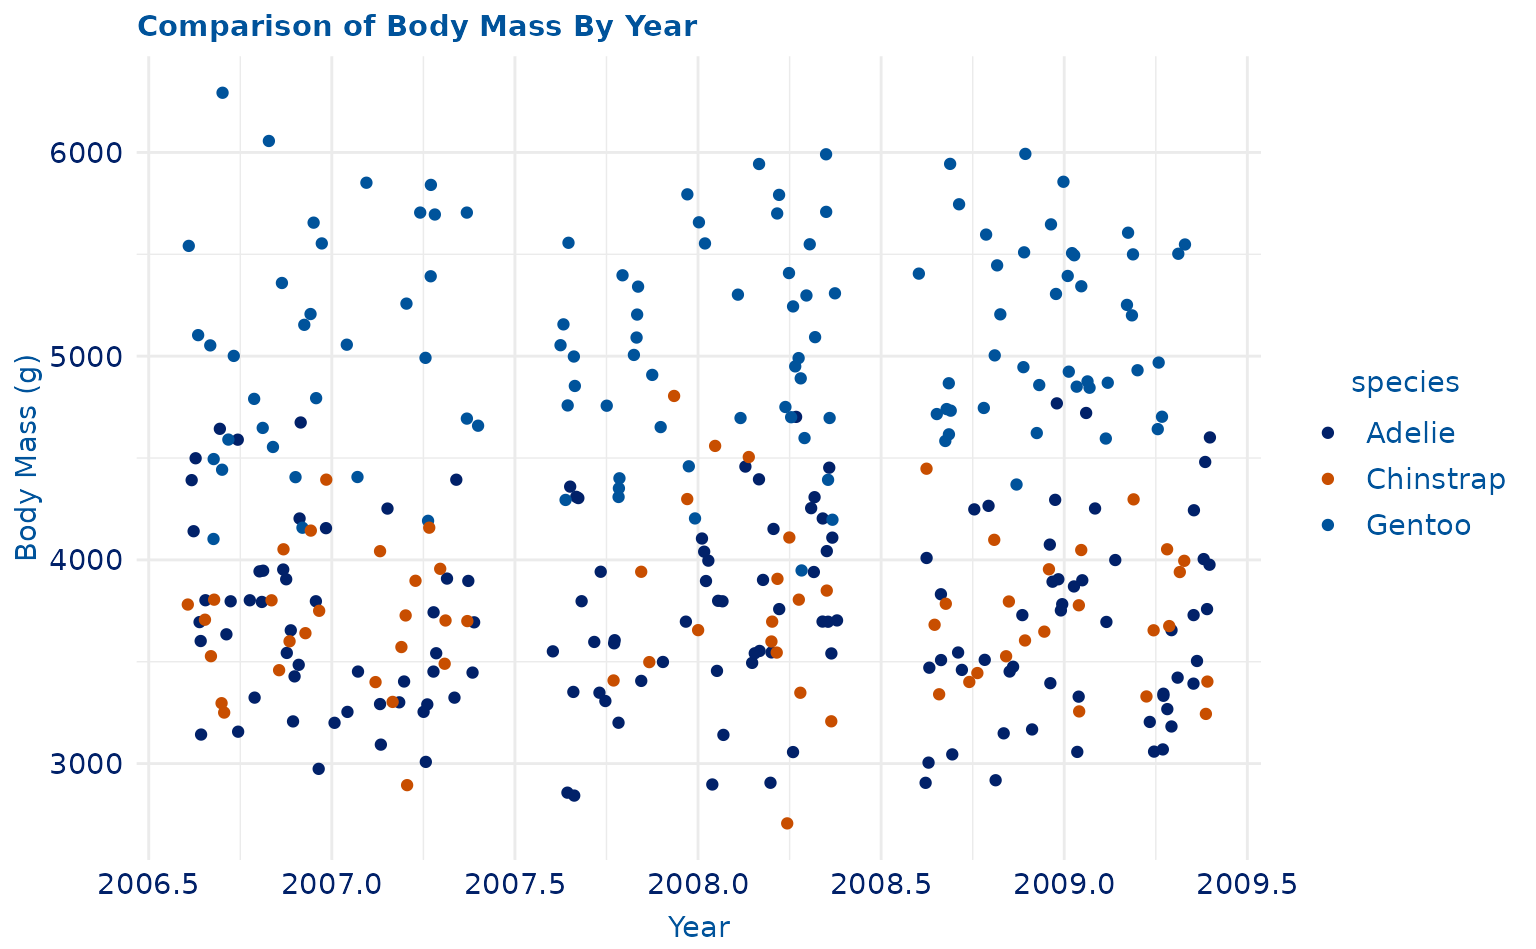 Comparison of Body Mass By Year
6000
5000
4000
3000
Body Mass (g)
2006.5 2007.0 2007.5 2008.0 2008.5 2009.0 2009.5
Year
species
Adelie
Chinstrap
Gentoo